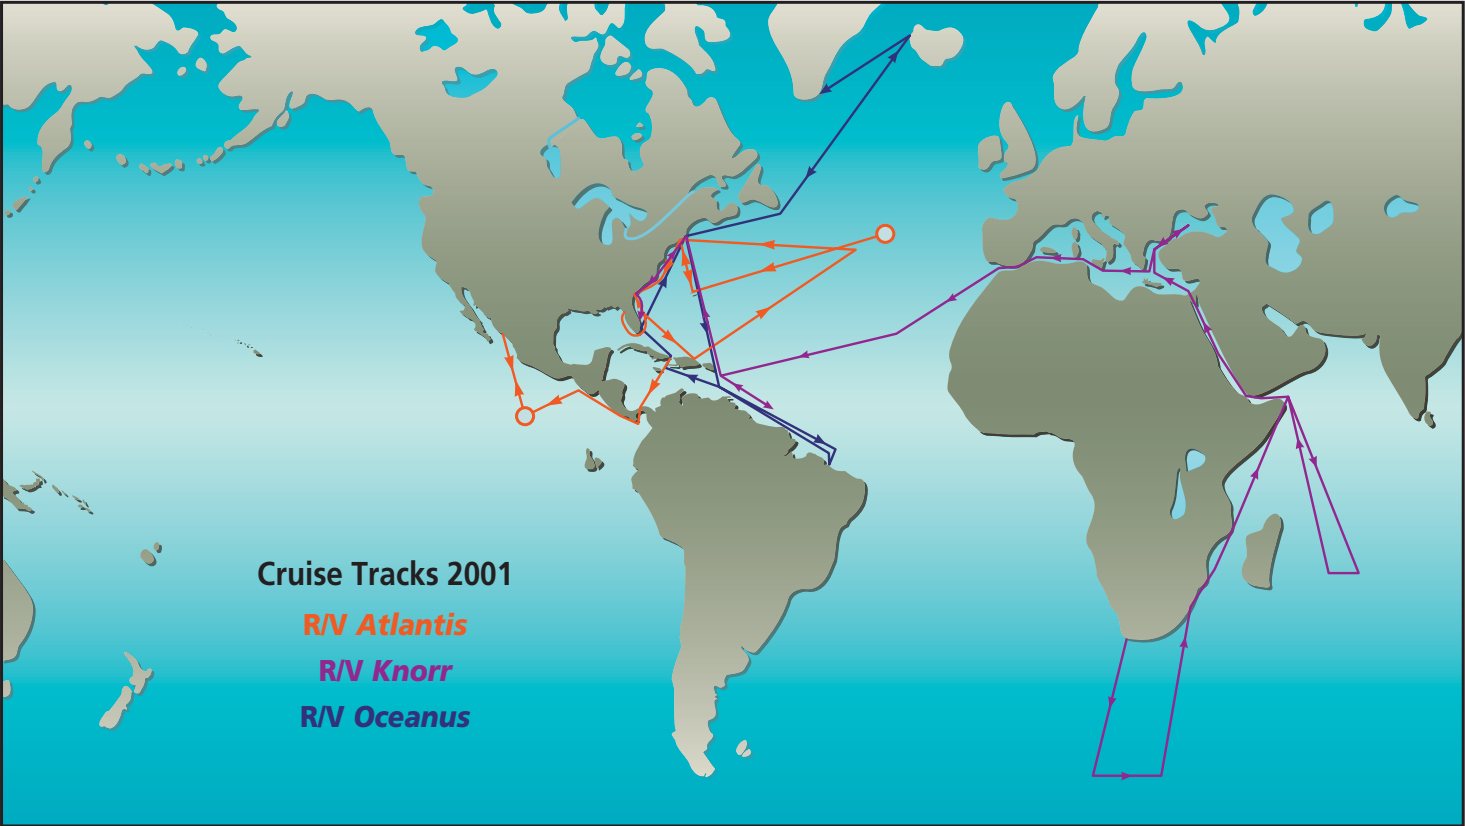 Cruise Tracks 2001
R/V Atlantis
R/V Knorr
R/V Oceanus